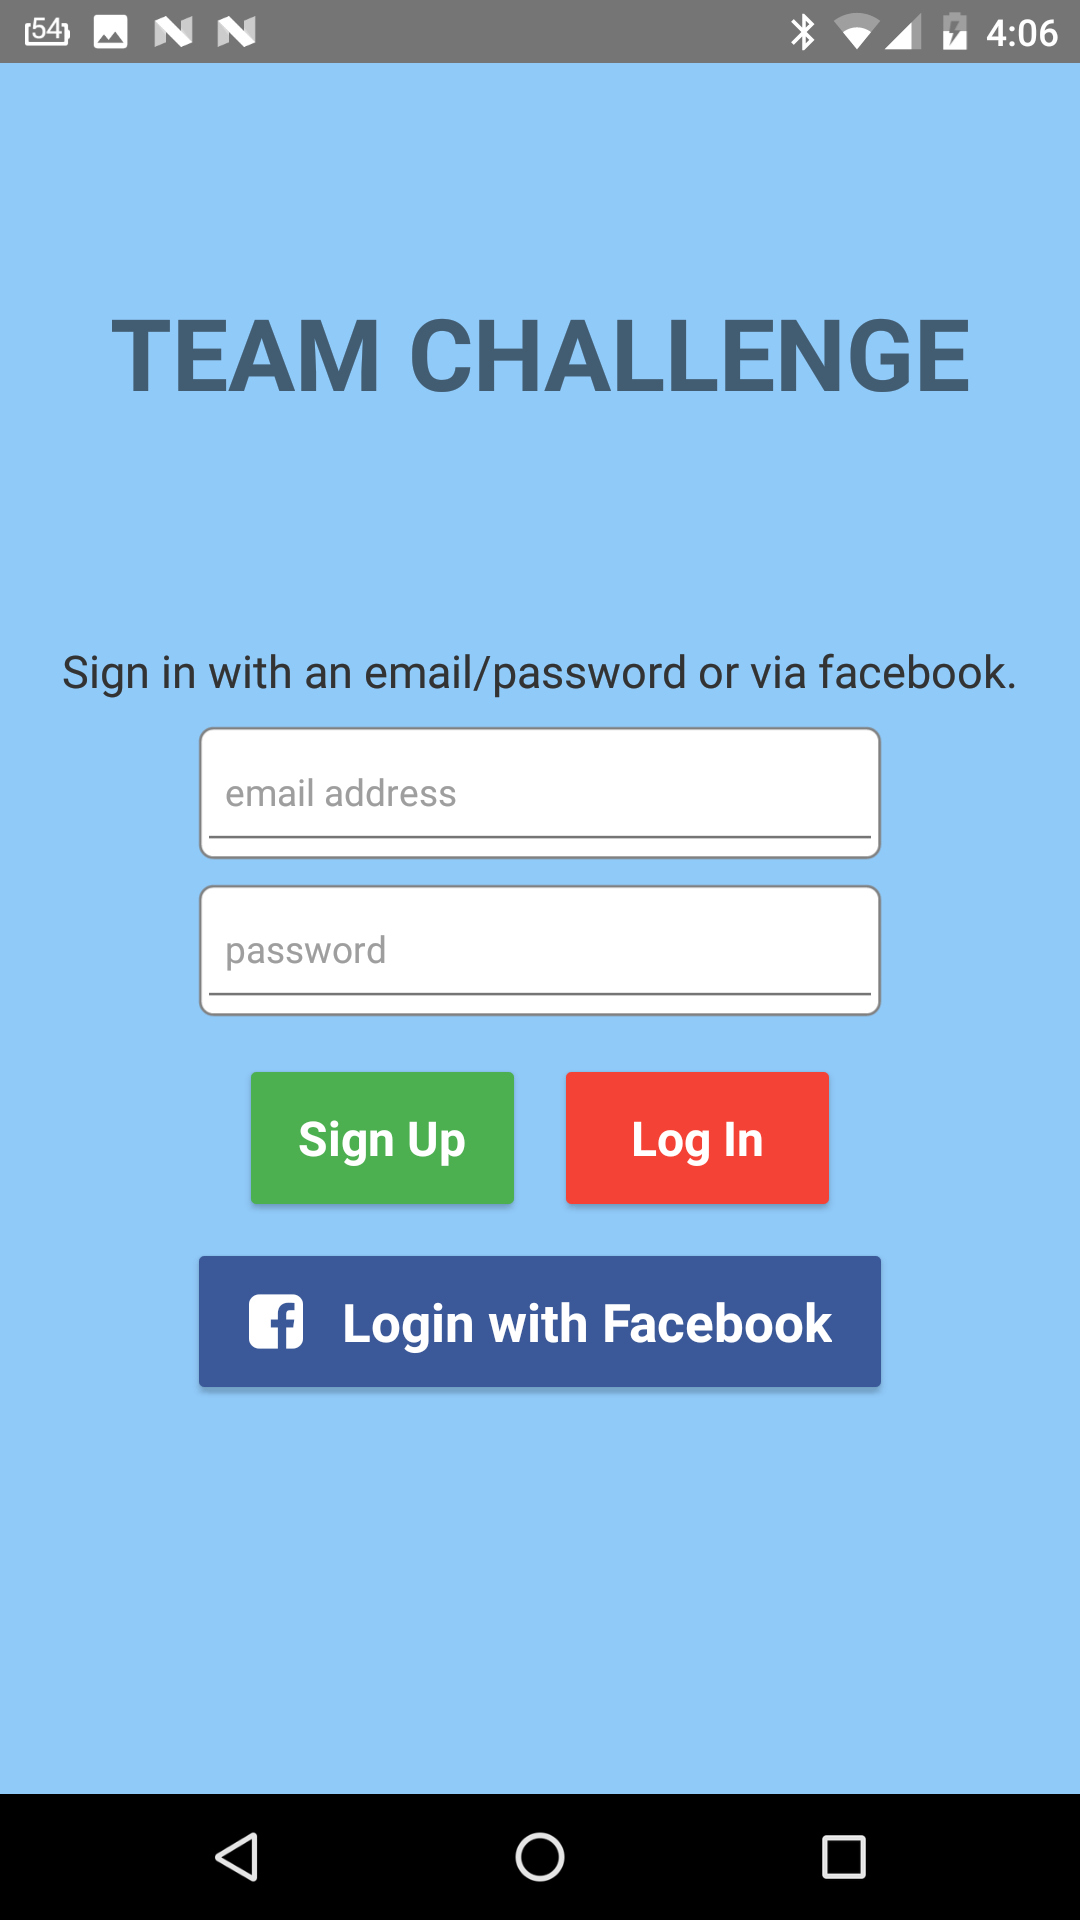 54 4:06
TEAM CHALLENGE
Sign in with an email/password or via facebook.
email address
password
Sign Up Log In
Login with Facebook